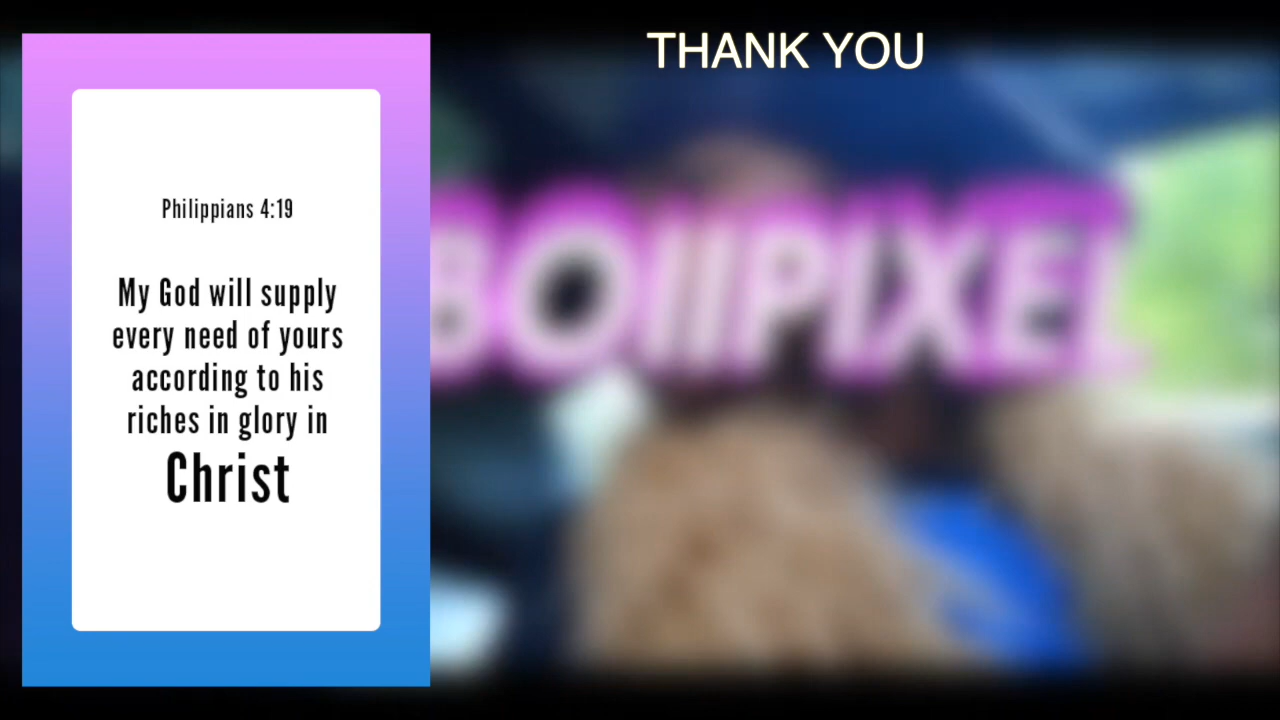 THANK YOU
Philippians 4:19
My God will supply
every need of yours
according to his
riches in glory in
Christ
BOIIPIXEL